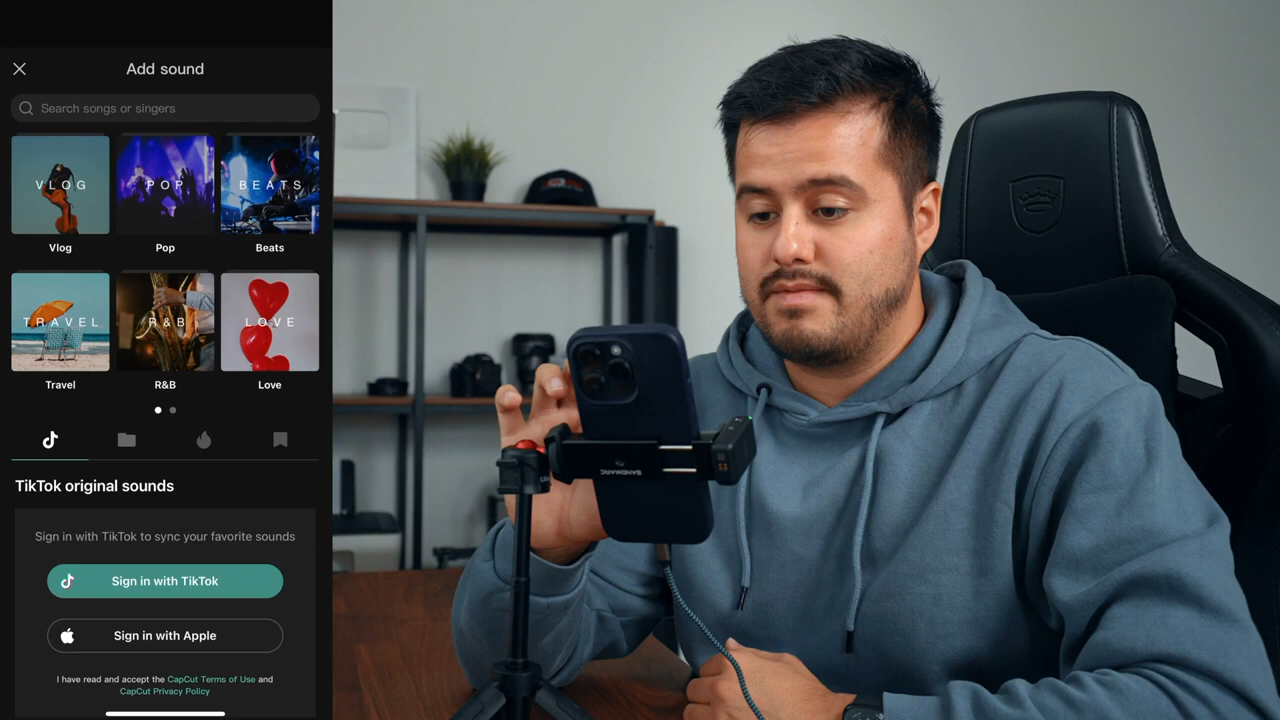 Add sound
Search songs or singers
VLOG
POP
BEATS
Vlog
Pop
Beats
TRAVEL
R&B
LOVE
Travel
R&B
Love
TikTok original sounds
Sign in with TikTok to sync your favorite sounds
Sign in with TikTok
Sign in with Apple
I have read and accept the CapCut Terms of Use and
CapCut Privacy Policy